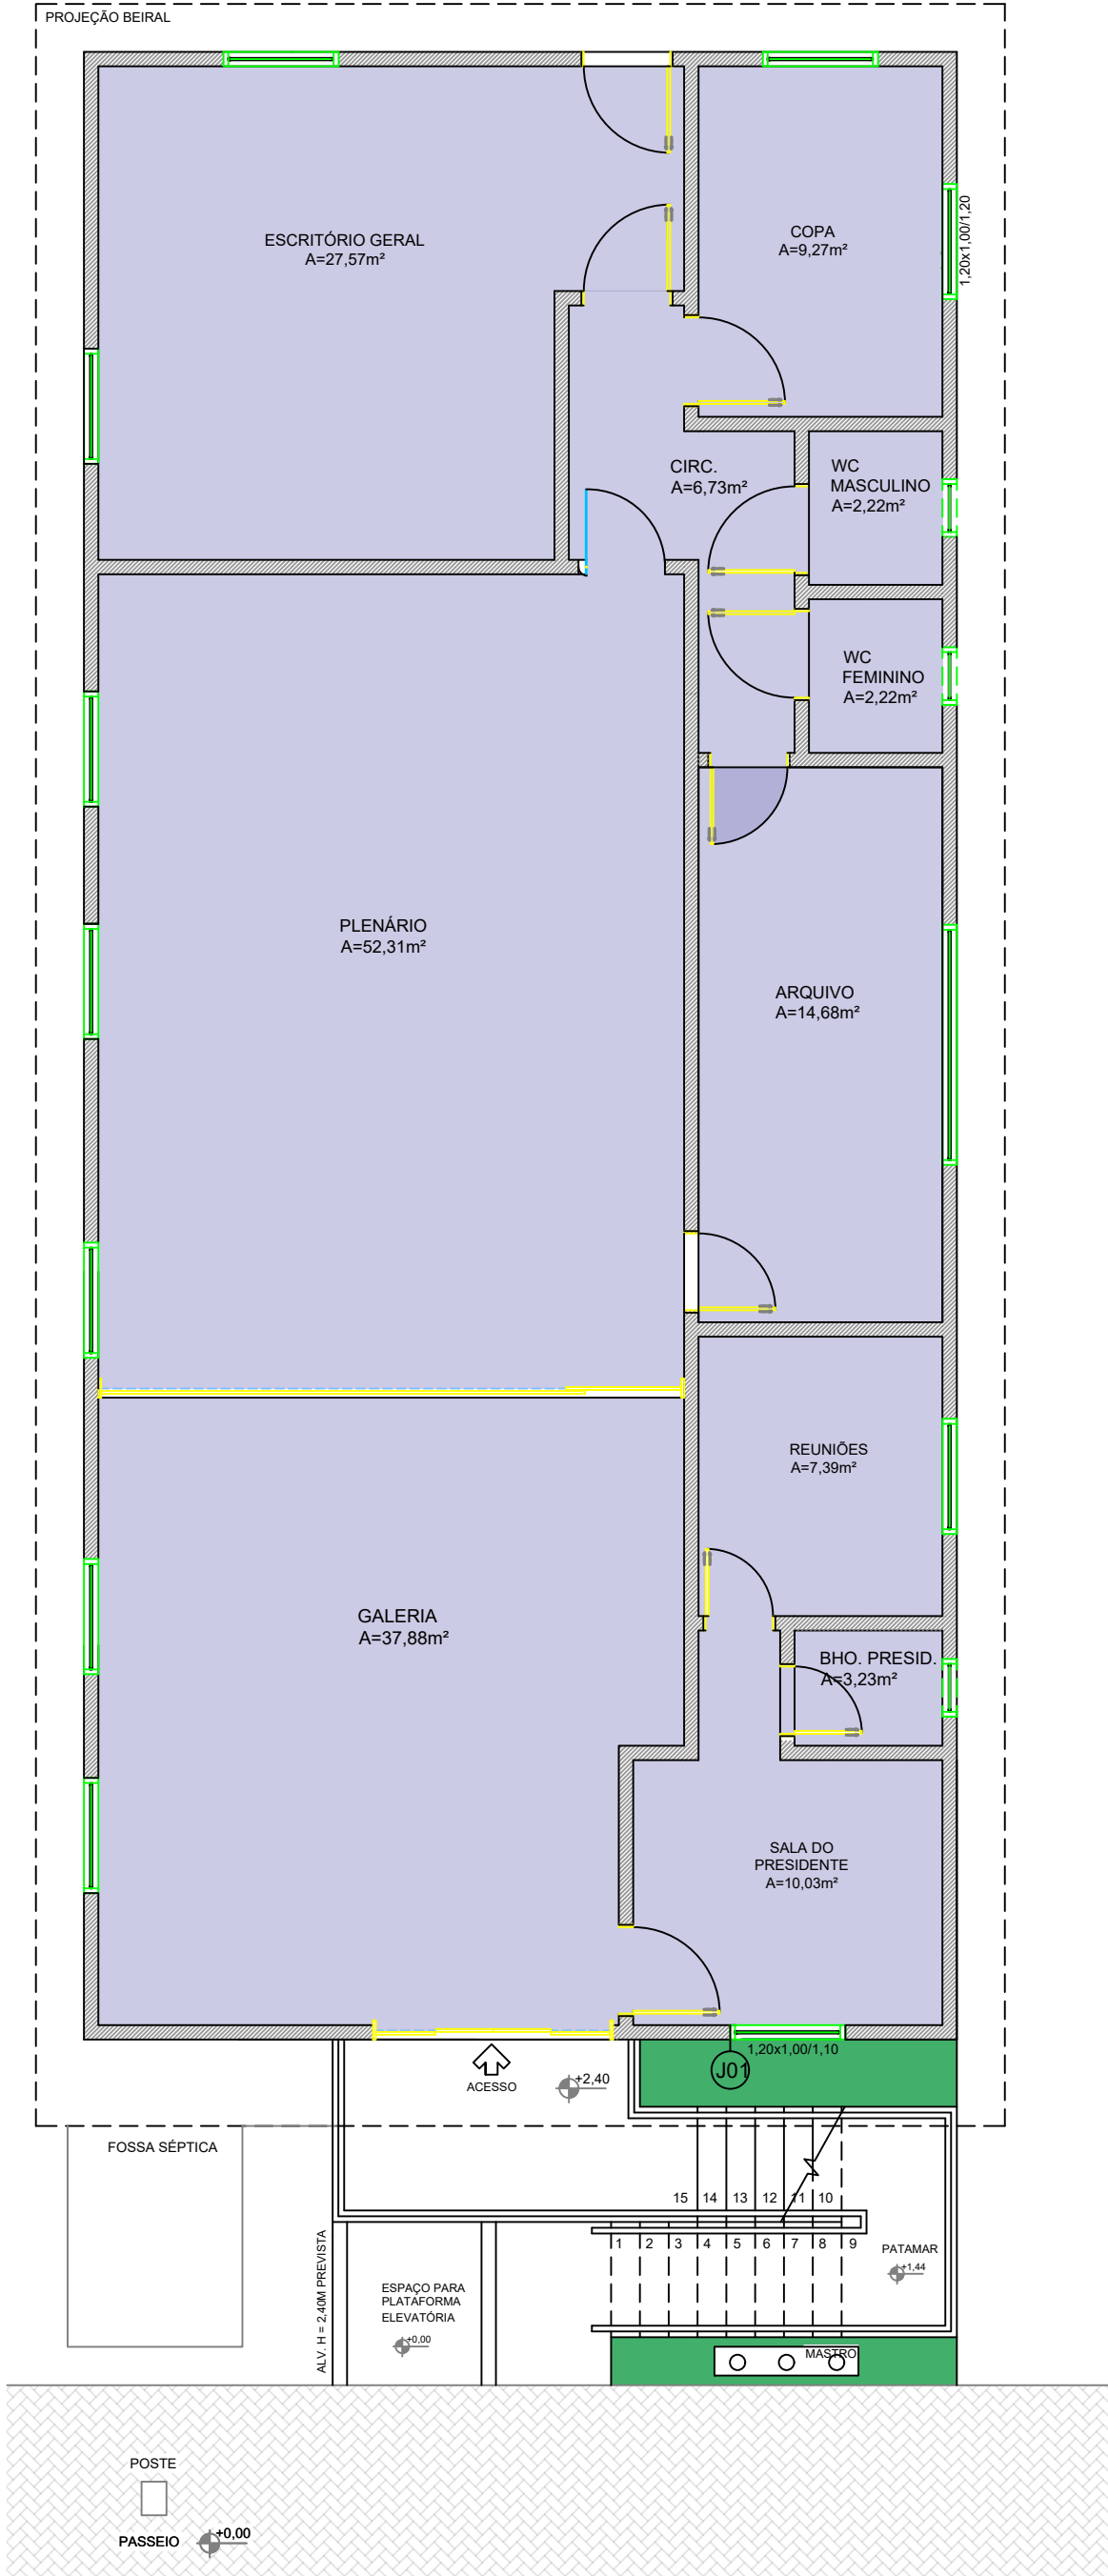 PROJEÇÃO BEIRAL
ESCRITÓRIO GERAL
A=27,57m²
COPA
A=9,27m²
1,20x1,00/1,20
CIRC.
A=6,73m²
WC
MASCULINO
A=2,22m²
WC
FEMININO
A=2,22m²
PLENÁRIO
A=52,31m²
ARQUIVO
A=14,68m²
REUNIÕES
A=7,39m²
GALERIA
A=37,88m²
BHO. PRESID.
A=3,23m²
SALA DO
PRESIDENTE
A=10,03m²
1,20x1,00/1,10
J01
ACESSO
+2,40
FOSSA SÉPTICA
15 14 13 12 11 10
1 2 3 4 5 6 7 8 9
PATAMAR
+1,44
ALV. H = 2,40M PREVISTA
ESPAÇO PARA
PLATAFORMA
ELEVATÓRIA
+0,00
MASTRO
POSTE
PASSEIO
+0,00